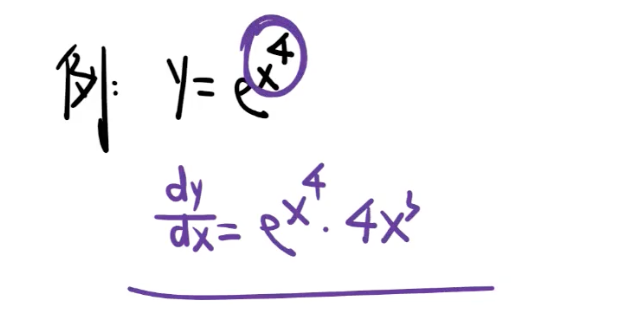 例: y = e^{x^4}
dy/dx = e^{x^4} · 4x^3